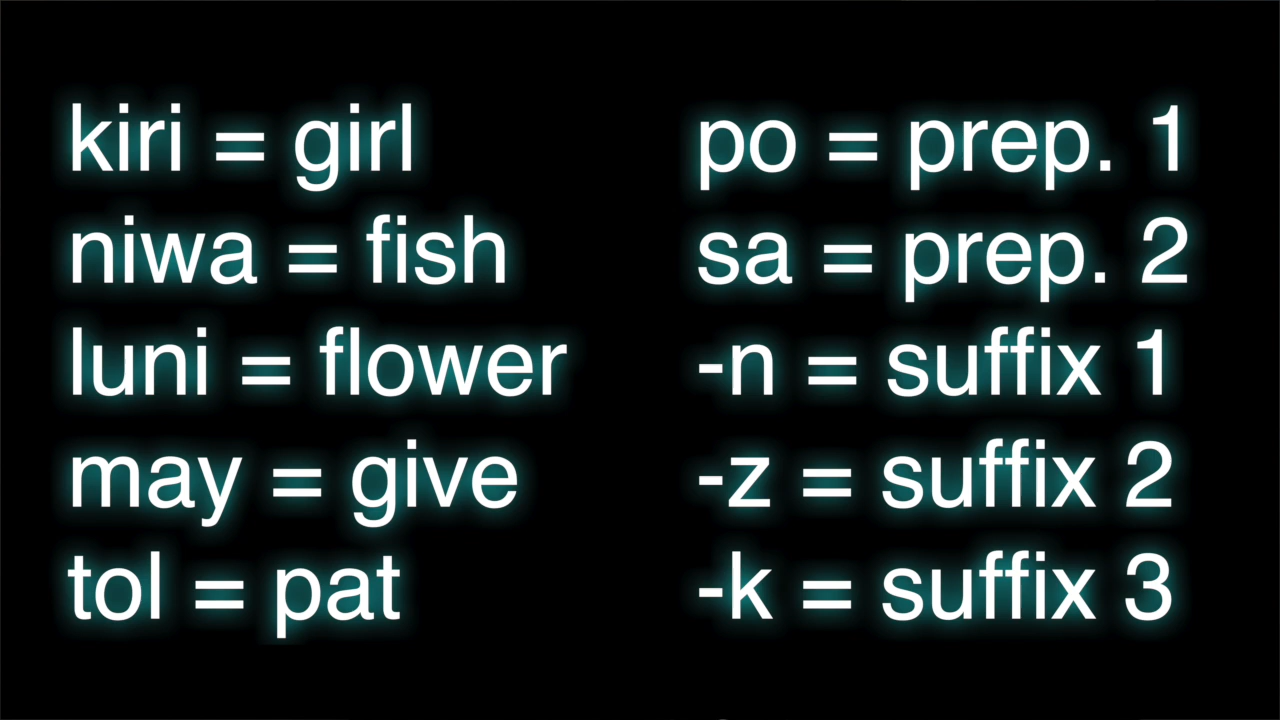 kiri = girl
niwa = fish
luni = flower
may = give
tol = pat
po = prep. 1
sa = prep. 2
-n = suffix 1
-z = suffix 2
-k = suffix 3